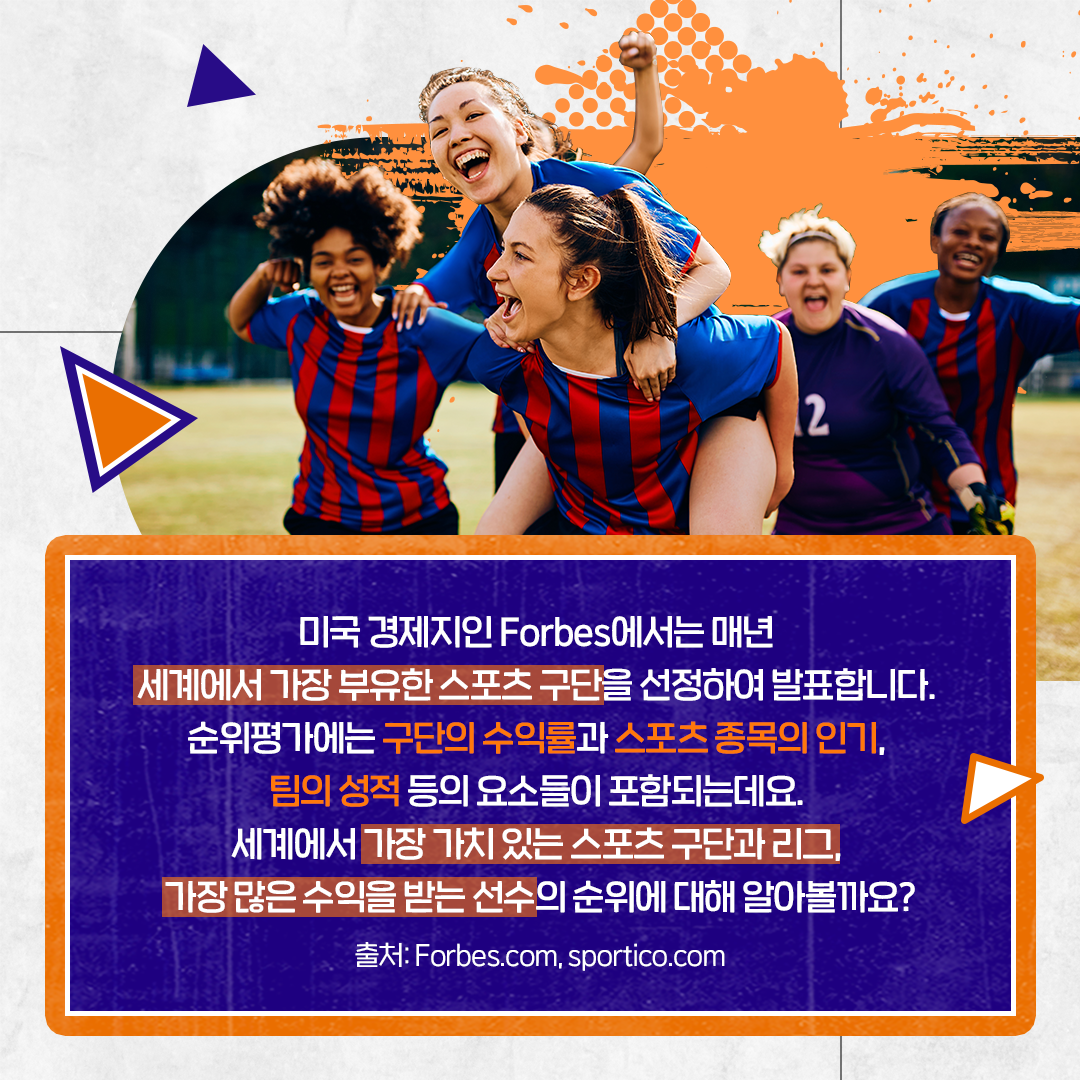 12
미국 경제지인 Forbes에서는 매년
세계에서 가장 부유한 스포츠 구단을 선정하여 발표합니다.
순위평가에는 구단의 수익률과 스포츠 종목의 인기,
팀의 성적 등의 요소들이 포함되는데요.
세계에서 가장 가치 있는 스포츠 구단과 리그,
가장 많은 수익을 받는 선수의 순위에 대해 알아볼까요?
출처: Forbes.com, sportico.com